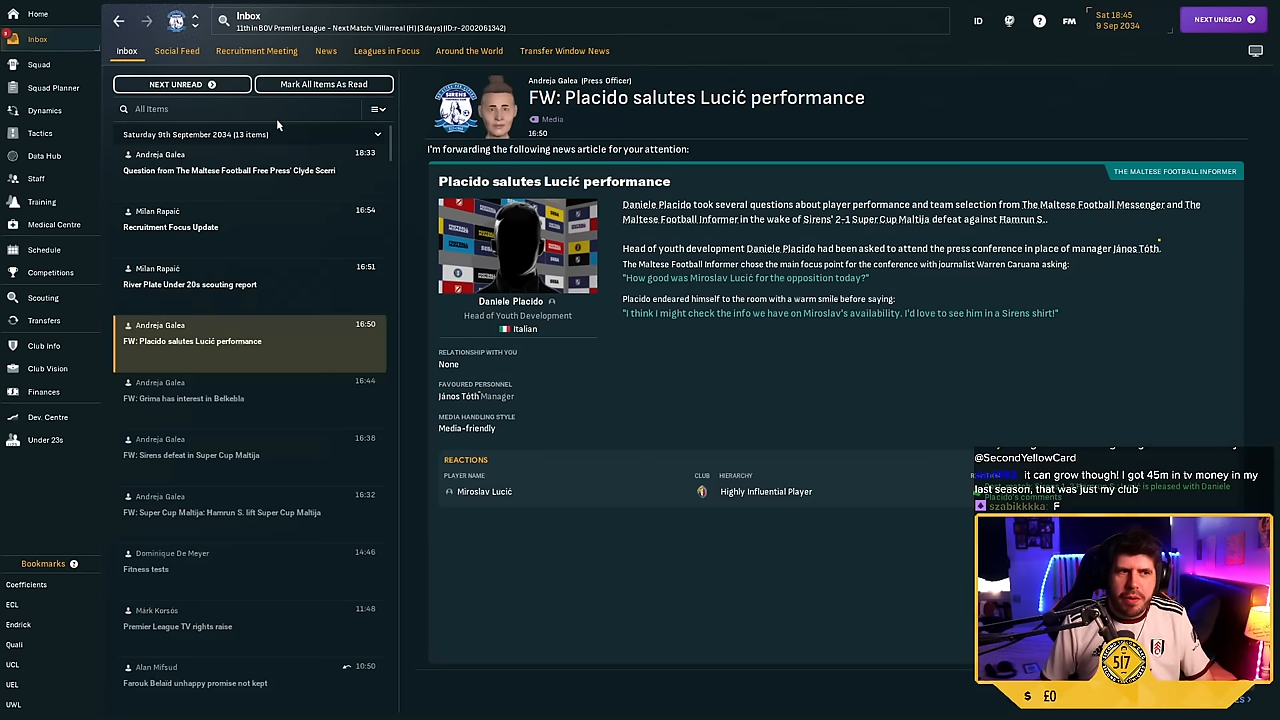 Home
Inbox
11th in BOV Premier League - Next Match: Villarreal (H) (3 days) (ID:r-2002061342)
ID
FM
Sat 18:45
9 Sep 2034
NEXT UNREAD
3
Inbox
Inbox
Social Feed
Recruitment Meeting
News
Leagues in Focus
Around the World
Transfer Window News
Squad
Squad Planner
Dynamics
Tactics
Data Hub
Staff
Training
Medical Centre
Schedule
Competitions
Scouting
Transfers
Club Info
Club Vision
Finances
Dev. Centre
Under 23s
Bookmarks
Coefficients
ECL
Endrick
Quali
UCL
UEL
UWL
NEXT UNREAD
Mark All Items As Read
All Items
Saturday 9th September 2034 (13 items)
Andreja Galea 18:33
Question from The Maltese Football Free Press' Clyde Scerri
Milan Rapaić 16:54
Recruitment Focus Update
Milan Rapaić 16:51
River Plate Under 20s scouting report
Andreja Galea 16:50
FW: Placido salutes Lucić performance
Andreja Galea 16:44
FW: Grima has interest in Belkebla
Andreja Galea 16:38
FW: Sirens defeat in Super Cup Maltija
Andreja Galea 16:32
FW: Super Cup Maltija: Hamrun S. lift Super Cup Maltija
Dominique De Meyer 14:46
Fitness tests
Márk Korsós 11:48
Premier League TV rights raise
Alan Mifsud 10:50
Farouk Belaïd unhappy promise not kept
SIRENS
Andreja Galea (Press Officer)
FW: Placido salutes Lucić performance
Media
16:50
I'm forwarding the following news article for your attention:
THE MALTESE FOOTBALL INFORMER
Placido salutes Lucić performance
Daniele Placido
Head of Youth Development
Italian
RELATIONSHIP WITH YOU
None
FAVOURED PERSONNEL
János Tóth Manager
MEDIA HANDLING STYLE
Media-friendly
Daniele Placido took several questions about player performance and team selection from The Maltese Football Messenger and The
Maltese Football Informer in the wake of Sirens' 2-1 Super Cup Maltija defeat against Hamrun S..
Head of youth development Daniele Placido had been asked to attend the press conference in place of manager János Tóth.
The Maltese Football Informer chose the main focus point for the conference with journalist Warren Caruana asking:
"How good was Miroslav Lucić for the opposition today?"
Placido endeared himself to the room with a warm smile before saying:
"I think I might check the info we have on Miroslav's availability. I'd love to see him in a Sirens shirt!"
REACTIONS
PLAYER NAME
CLUB
HIERARCHY
Miroslav Lucić
Highly Influential Player
is pleased with Daniele
Placido's comments
@SecondYellowCard
it can grow though! I got 45m in tv money in my
last season, that was just my club
szabikkkka: F
517
$ £0